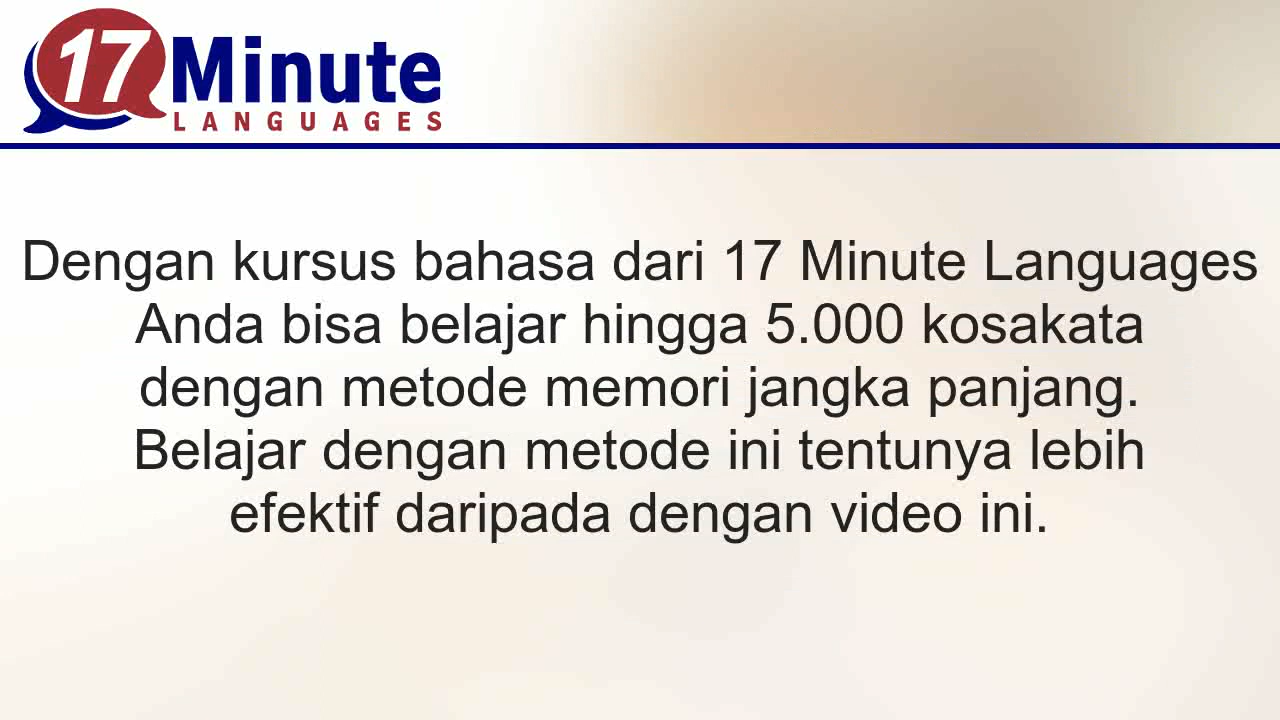 17 Minute
LANGUAGES
Dengan kursus bahasa dari 17 Minute Languages
Anda bisa belajar hingga 5.000 kosakata
dengan metode memori jangka panjang.
Belajar dengan metode ini tentunya lebih
efektif daripada dengan video ini.